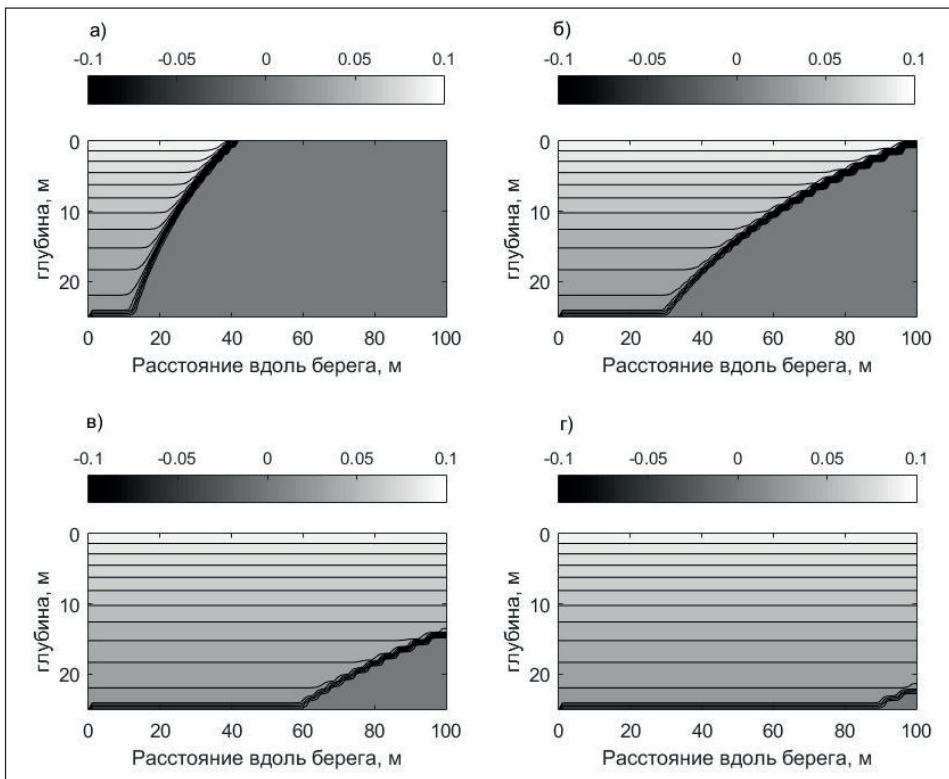 а)
-0.1 -0.05 0 0.05 0.1
0
10
20
глубина, м
0 20 40 60 80 100
Расстояние вдоль берега, м
б)
-0.1 -0.05 0 0.05 0.1
0
10
20
глубина, м
0 20 40 60 80 100
Расстояние вдоль берега, м
в)
-0.1 -0.05 0 0.05 0.1
0
10
20
глубина, м
0 20 40 60 80 100
Расстояние вдоль берега, м
г)
-0.1 -0.05 0 0.05 0.1
0
10
20
глубина, м
0 20 40 60 80 100
Расстояние вдоль берега, м